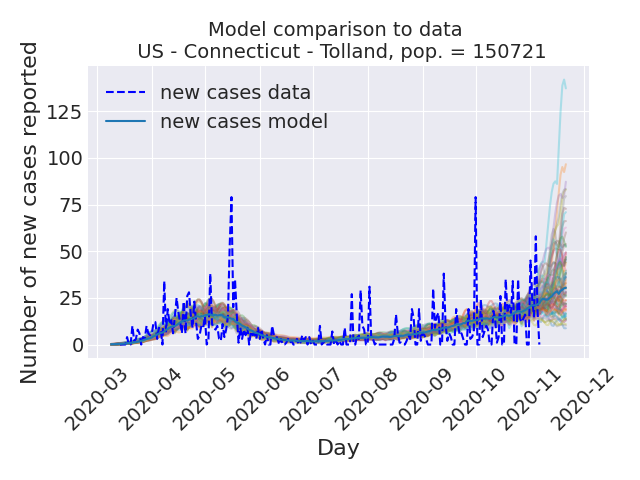 Model comparison to data
US - Connecticut - Tolland, pop. = 150721
new cases data
new cases model
Number of new cases reported
125
100
75
50
25
0
2020-03
2020-04
2020-05
2020-06
2020-07
2020-08
2020-09
2020-10
2020-11
2020-12
Day